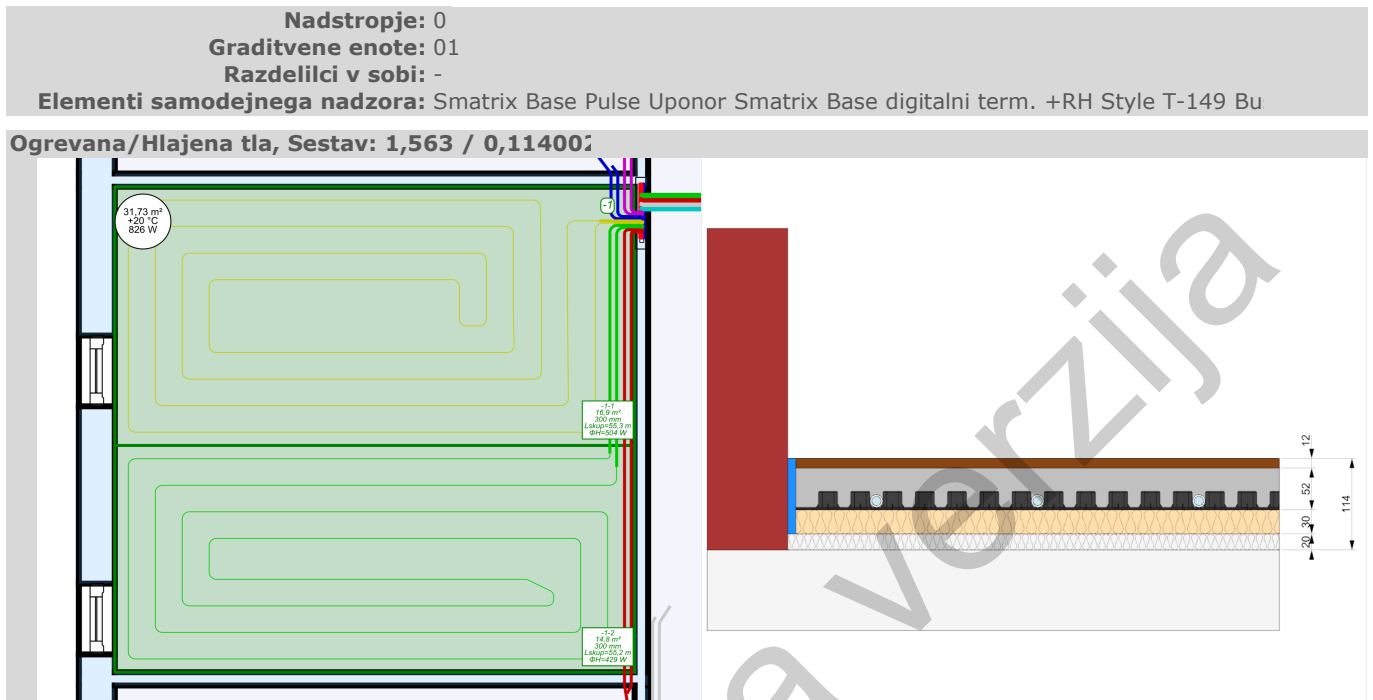 Nadstropje: 0
Graditvene enote: 01
Razdelilci v sobi: -
Elementi samodejnega nadzora: Smatrix Base Pulse Uponor Smatrix Base digitalni term. +RH Style T-149 Bu
Ogrevana/Hlajena tla, Sestav: 1,563 / 0,114002
31,73 m²
+20 °C
826 W
-1
-1-1
16,9 m²
300 mm
Lskup=55,3 m
ΦH=504 W
-1-2
14,8 m²
300 mm
Lskup=55,2 m
ΦH=429 W
12
52
30
20
114
a verzija